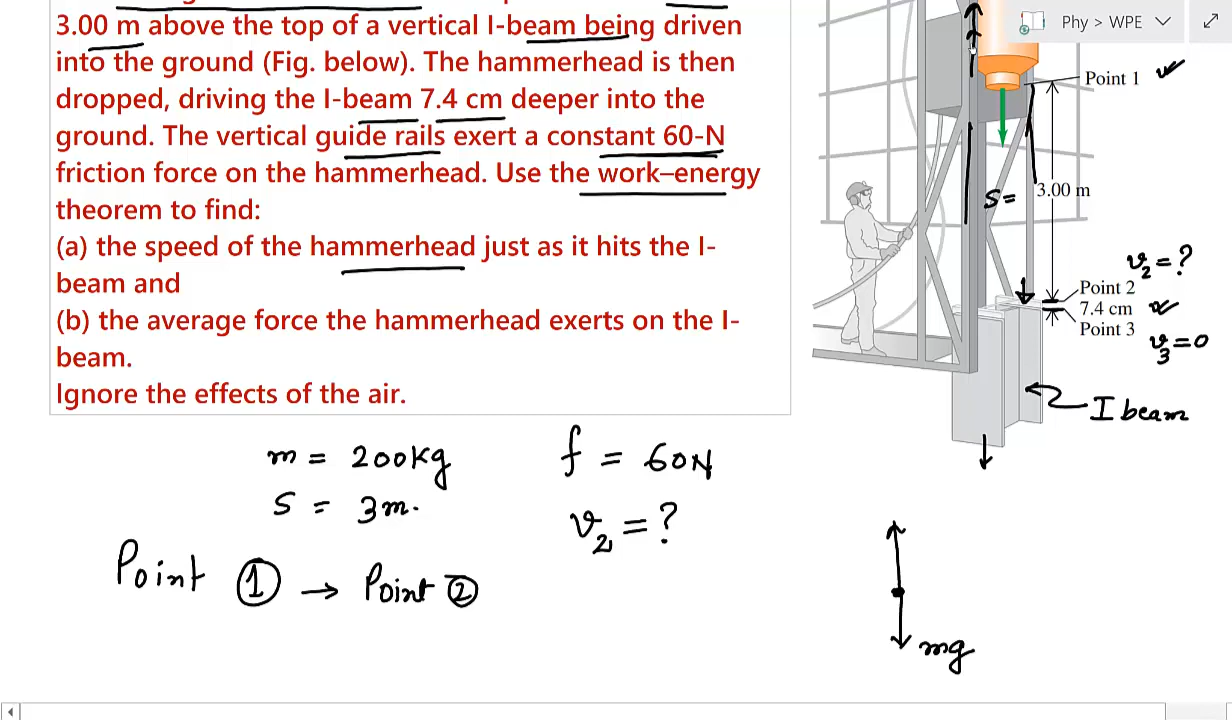 3.00 m above the top of a vertical I-beam being driven
into the ground (Fig. below). The hammerhead is then
dropped, driving the I-beam 7.4 cm deeper into the
ground. The vertical guide rails exert a constant 60-N
friction force on the hammerhead. Use the work–energy
theorem to find:
(a) the speed of the hammerhead just as it hits the I-
beam and
(b) the average force the hammerhead exerts on the I-
beam.
Ignore the effects of the air.
Phy > WPE
Point 1
S =
3.00 m
v₂ = ?
Point 2
7.4 cm
Point 3
v₃ = 0
I beam
m = 200kg
f = 60N
S = 3m.
v₂ = ?
Point ① → Point ②
mg